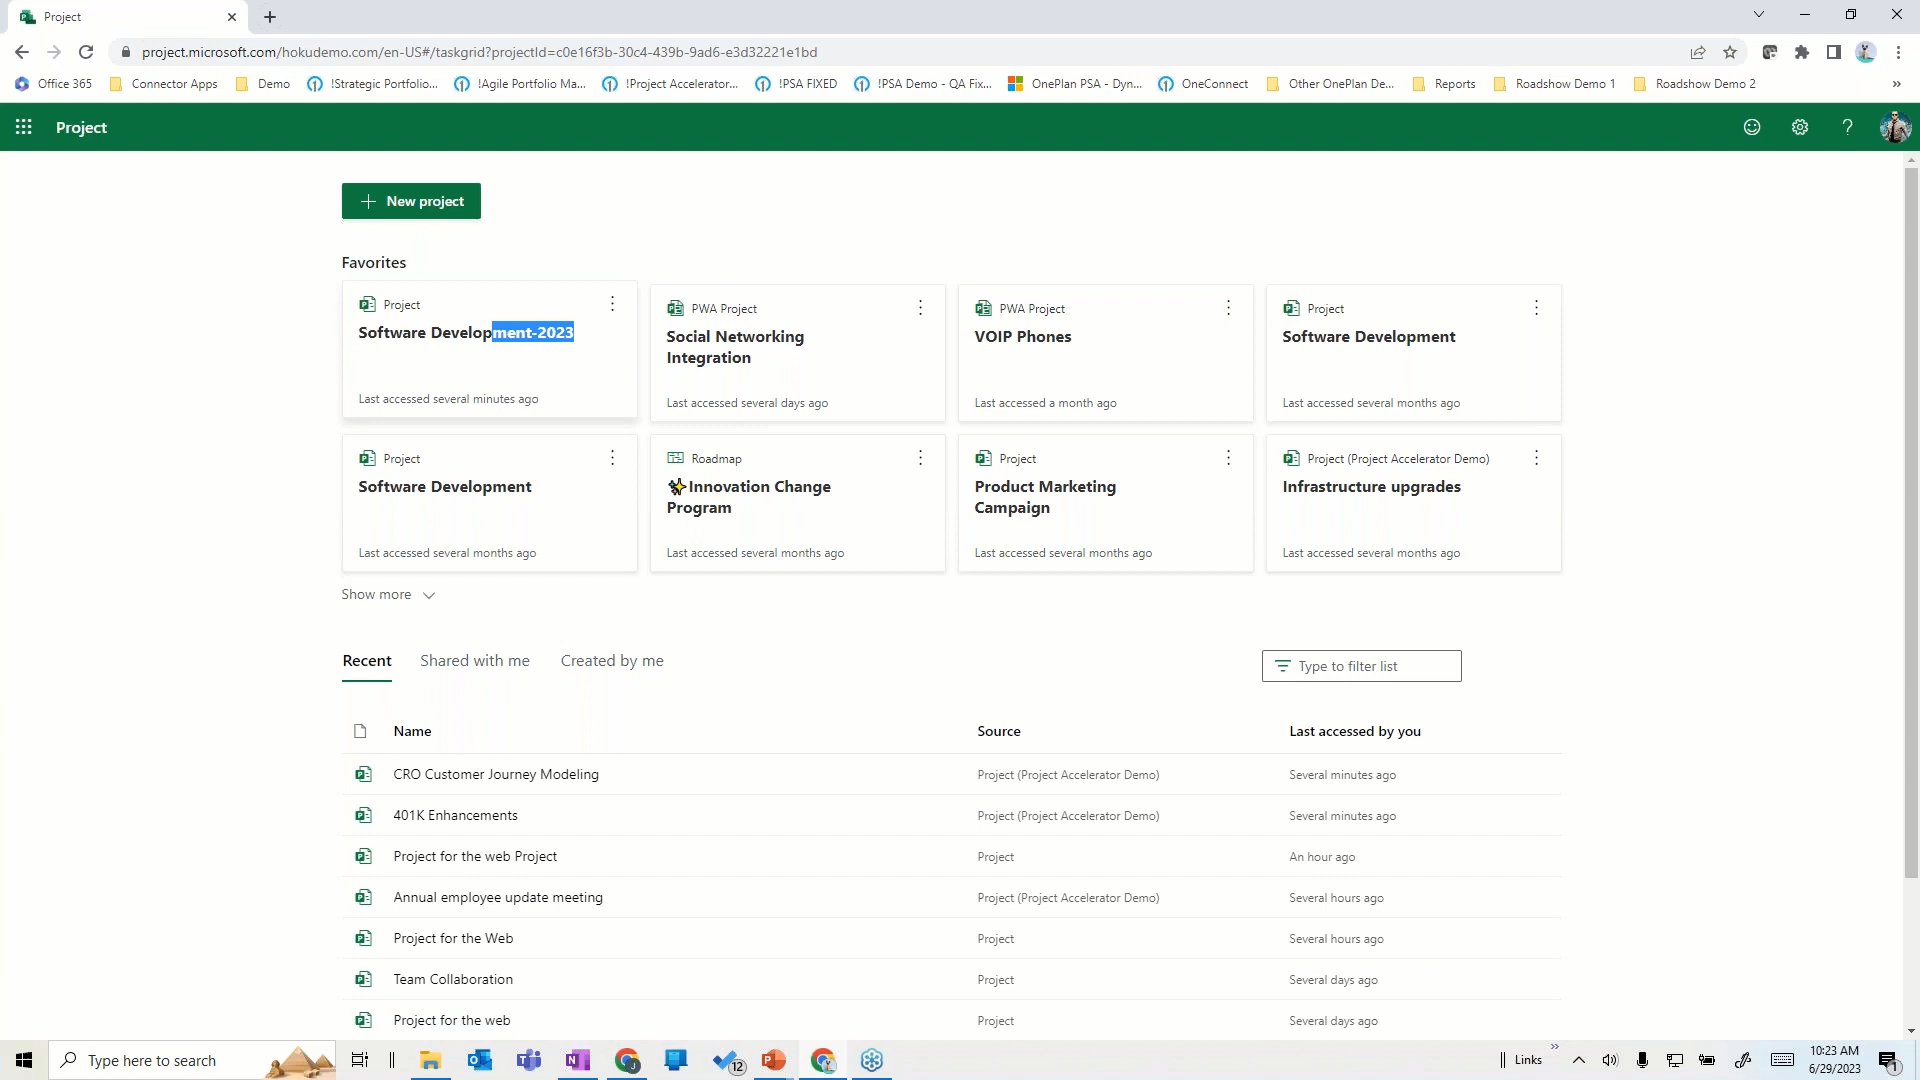 Project
project.microsoft.com/hokudemo.com/en-US#/taskgrid?projectId=c0e16f3b-30c4-439b-9ad6-e3d32221e1bd
Office 365 Connector Apps Demo !Strategic Portfolio... !Agile Portfolio Ma... !Project Accelerator... !PSA FIXED !PSA Demo - QA Fix... OnePlan PSA - Dyn... OneConnect Other OnePlan De... Reports Roadshow Demo 1 Roadshow Demo 2 »
Project
New project
Favorites
Project
Software Development-2023
Last accessed several minutes ago
PWA Project
Social Networking
Integration
Last accessed several days ago
PWA Project
VOIP Phones
Last accessed a month ago
Project
Software Development
Last accessed several months ago
Project
Software Development
Last accessed several months ago
Roadmap
✨Innovation Change
Program
Last accessed several months ago
Project
Product Marketing
Campaign
Last accessed several months ago
Project (Project Accelerator Demo)
Infrastructure upgrades
Last accessed several months ago
Show more
Recent Shared with me Created by me
Type to filter list
Name Source Last accessed by you
CRO Customer Journey Modeling Project (Project Accelerator Demo) Several minutes ago
401K Enhancements Project (Project Accelerator Demo) Several minutes ago
Project for the web Project Project An hour ago
Annual employee update meeting Project (Project Accelerator Demo) Several hours ago
Project for the Web Project Several hours ago
Team Collaboration Project Several days ago
Project for the web Project Several days ago
Type here to search
12
Links »
10:23 AM
6/29/2023
1